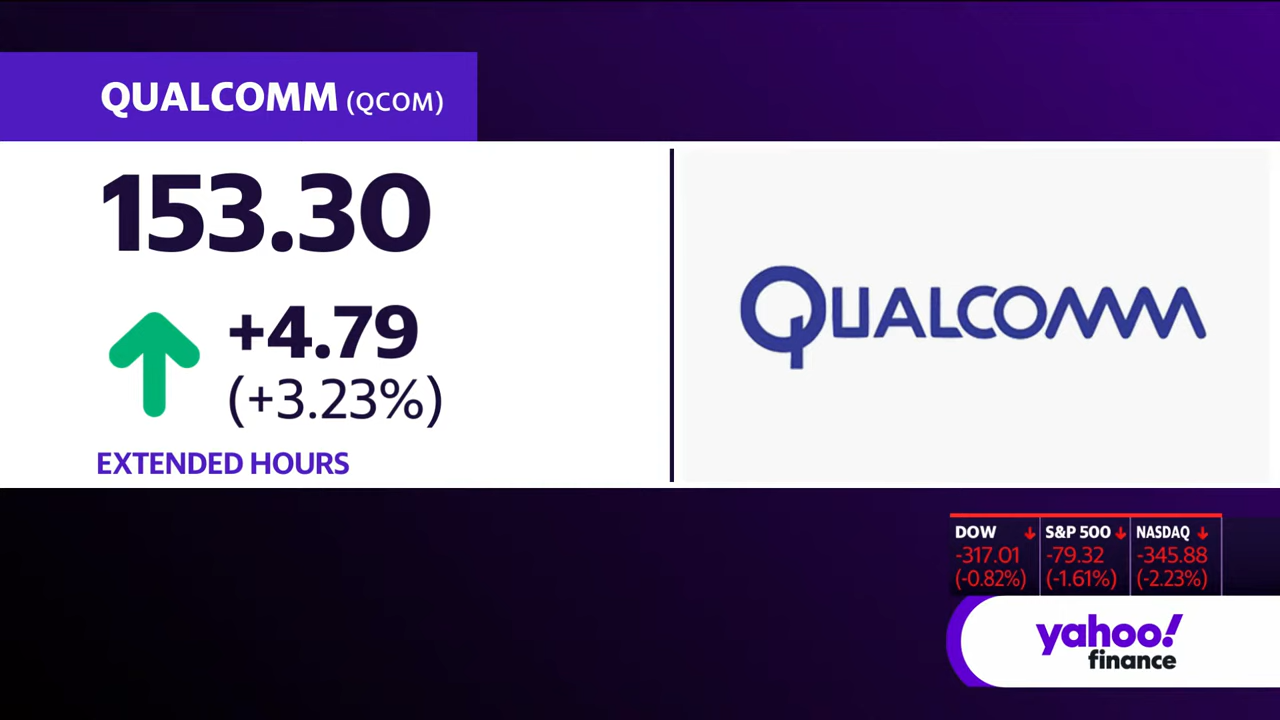 QUALCOMM (QCOM)
153.30
+4.79
(+3.23%)
EXTENDED HOURS
QUALCOMM
DOW
-317.01
(-0.82%)
S&P 500
-79.32
(-1.61%)
NASDAQ
-345.88
(-2.23%)
yahoo!
finance